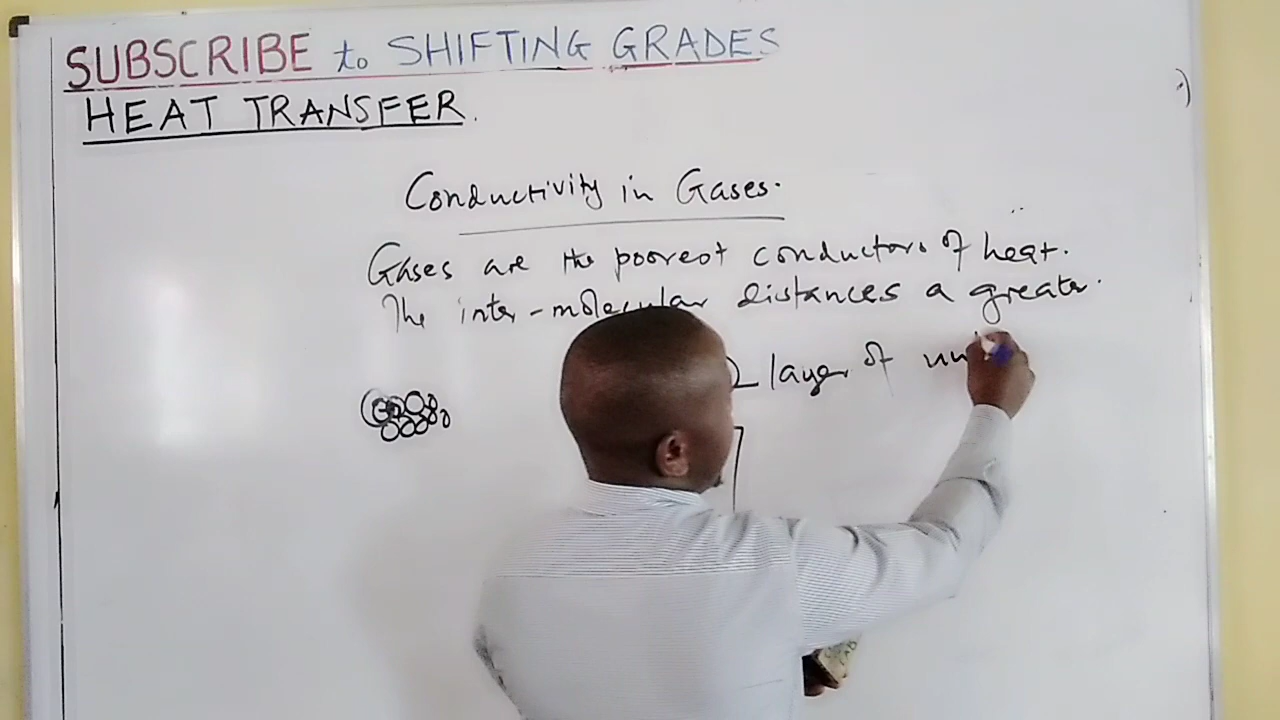 SUBSCRIBE to SHIFTING GRADES
HEAT TRANSFER.
Conductivity in Gases.
Gases are the poorest conductors of heat.
The inter-molecular distances a greater.
layer of